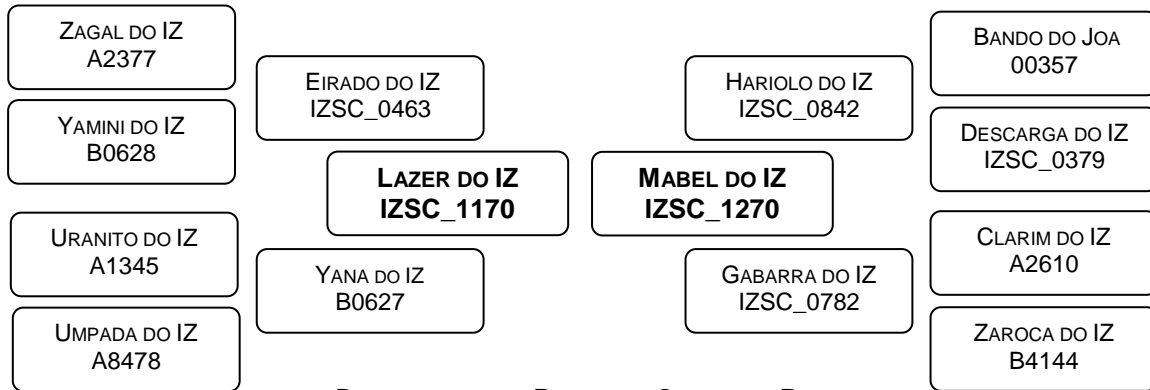 ZAGAL DO IZ
A2377
YAMINI DO IZ
B0628
URANITO DO IZ
A1345
UMPADA DO IZ
A8478
EIRADO DO IZ
IZSC_0463
YANA DO IZ
B0627
LAZER DO IZ
IZSC_1170
MABEL DO IZ
IZSC_1270
HARIOLO DO IZ
IZSC_0842
GABARRA DO IZ
IZSC_0782
BANDO DO JOA
00357
DESCARGA DO IZ
IZSC_0379
CLARIM DO IZ
A2610
ZAROCA DO IZ
B4144